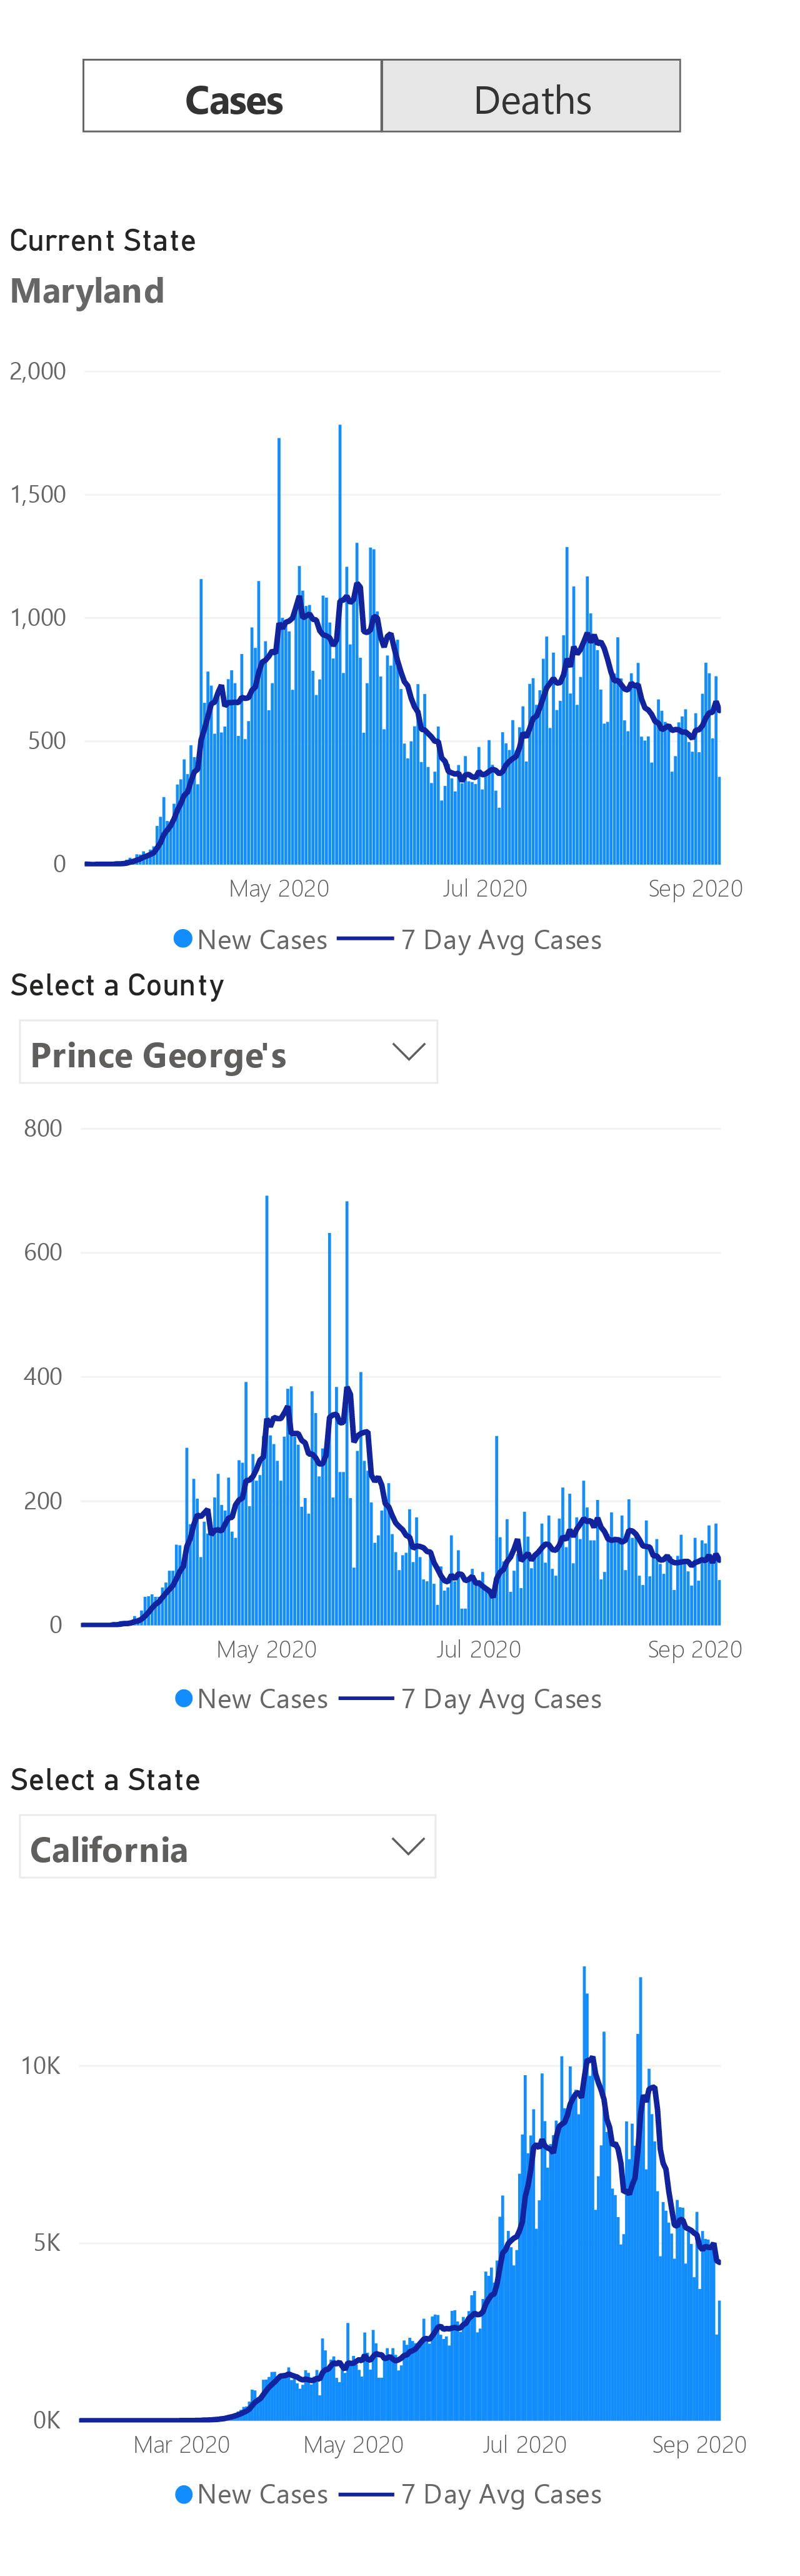 Cases Deaths
Current State
Maryland
2,000
1,500
1,000
500
0
May 2020 Jul 2020 Sep 2020
New Cases 7 Day Avg Cases
Select a County
Prince George's
800
600
400
200
0
May 2020 Jul 2020 Sep 2020
New Cases 7 Day Avg Cases
Select a State
California
10K
5K
0K
Mar 2020 May 2020 Jul 2020 Sep 2020
New Cases 7 Day Avg Cases